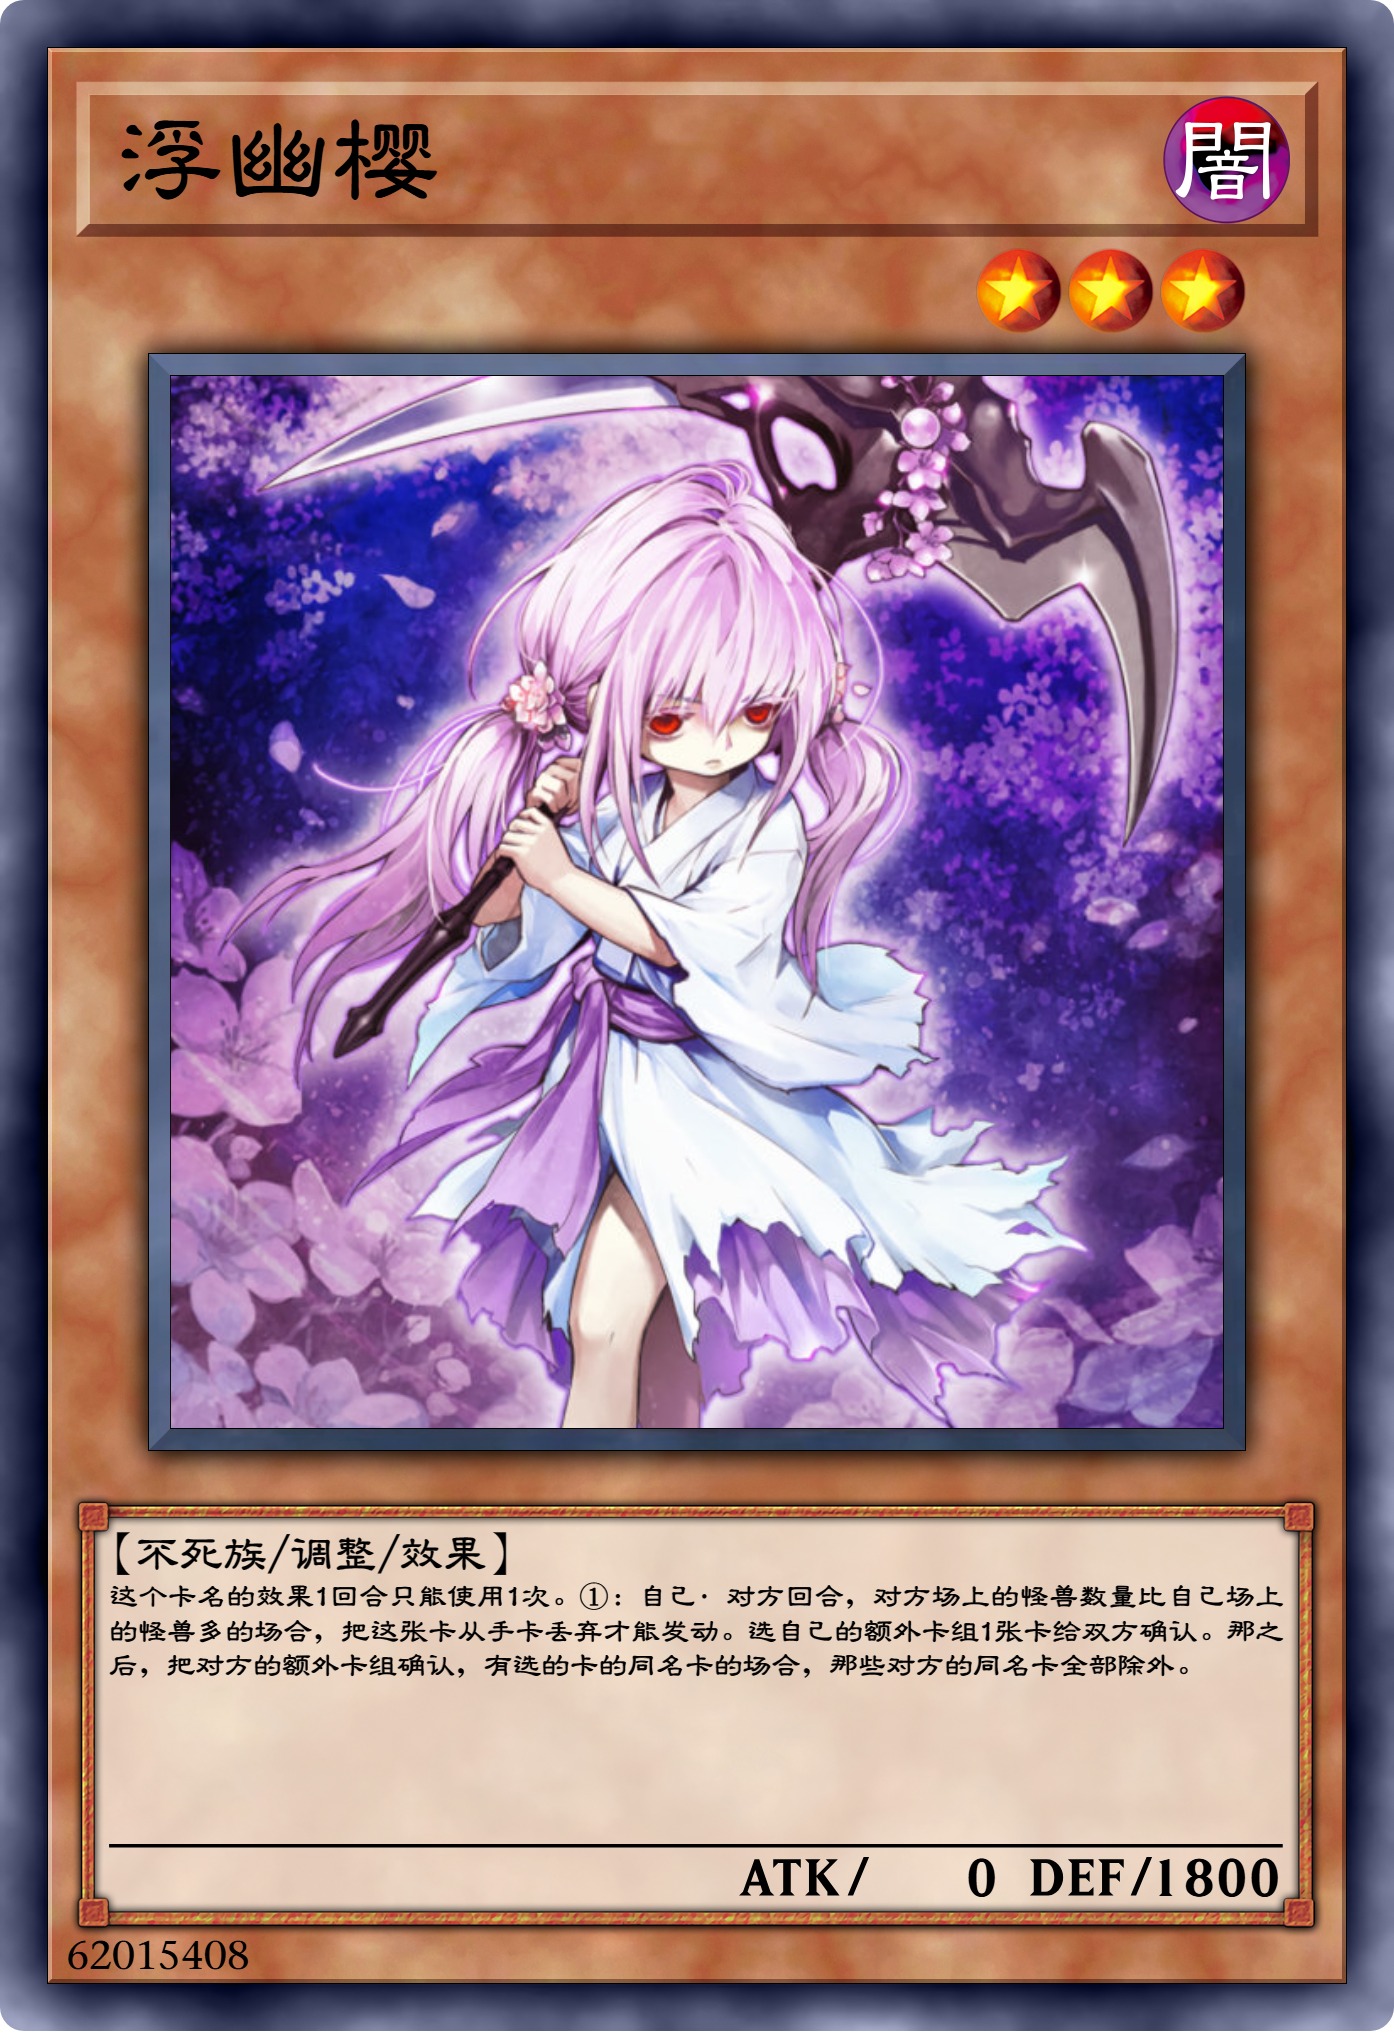 浮幽樱
闇
【不死族/调整/效果】
这个卡名的效果1回合只能使用1次。①：自己·对方回合，对方场上的怪兽数量比自己场上
的怪兽多的场合，把这张卡从手卡丢弃才能发动。选自己的额外卡组1张卡给双方确认。那之
后，把对方的额外卡组确认，有选的卡的同名卡的场合，那些对方的同名卡全部除外。
ATK/ 0 DEF/1800
62015408